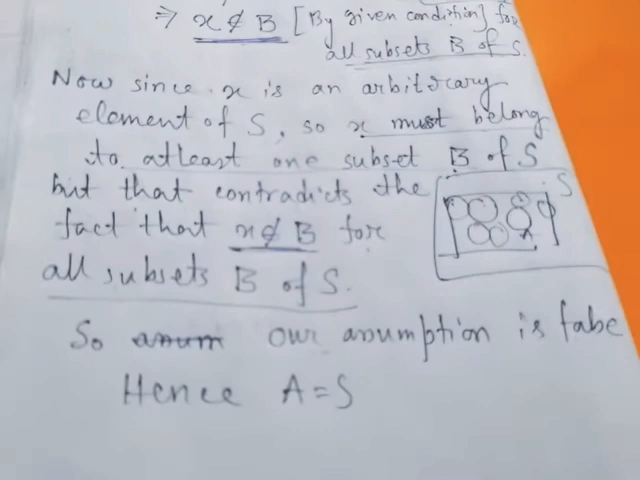 ⇒ x ∉ B [By given condition] for
all subsets B of S.
Now since x is an arbitrary
element of S, so x must belong
to atleast one subset B of S
but that contradicts the
fact that x ∉ B for
all subsets B of S.
S
So our assumption is false
Hence A = S